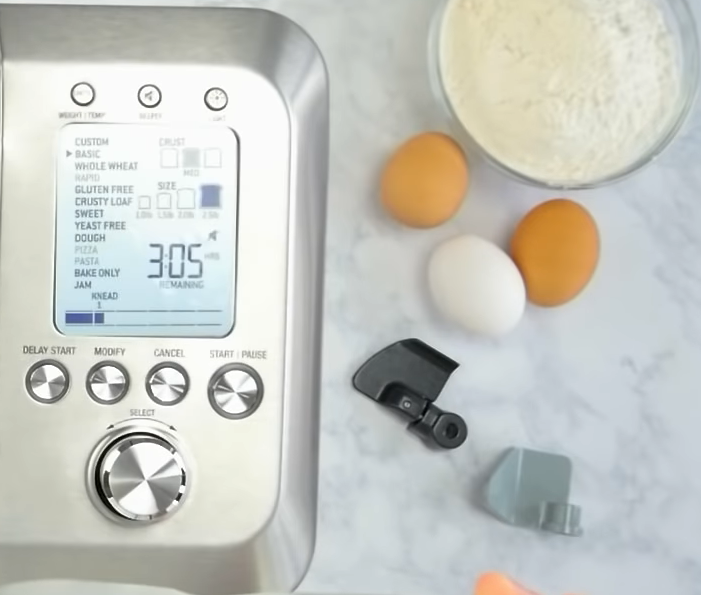 WEIGHT | TEMP
BEEPER
LIGHT
CUSTOM
CRUST
BASIC
WHOLE WHEAT
MED
RAPID
GLUTEN FREE
SIZE
CRUSTY LOAF
1.0lb 1.5lb 2.0lb 2.5lb
SWEET
YEAST FREE
DOUGH
PIZZA
3:05 HRS
PASTA
BAKE ONLY
REMAINING
JAM
KNEAD
1
DELAY START
MODIFY
CANCEL
START | PAUSE
SELECT